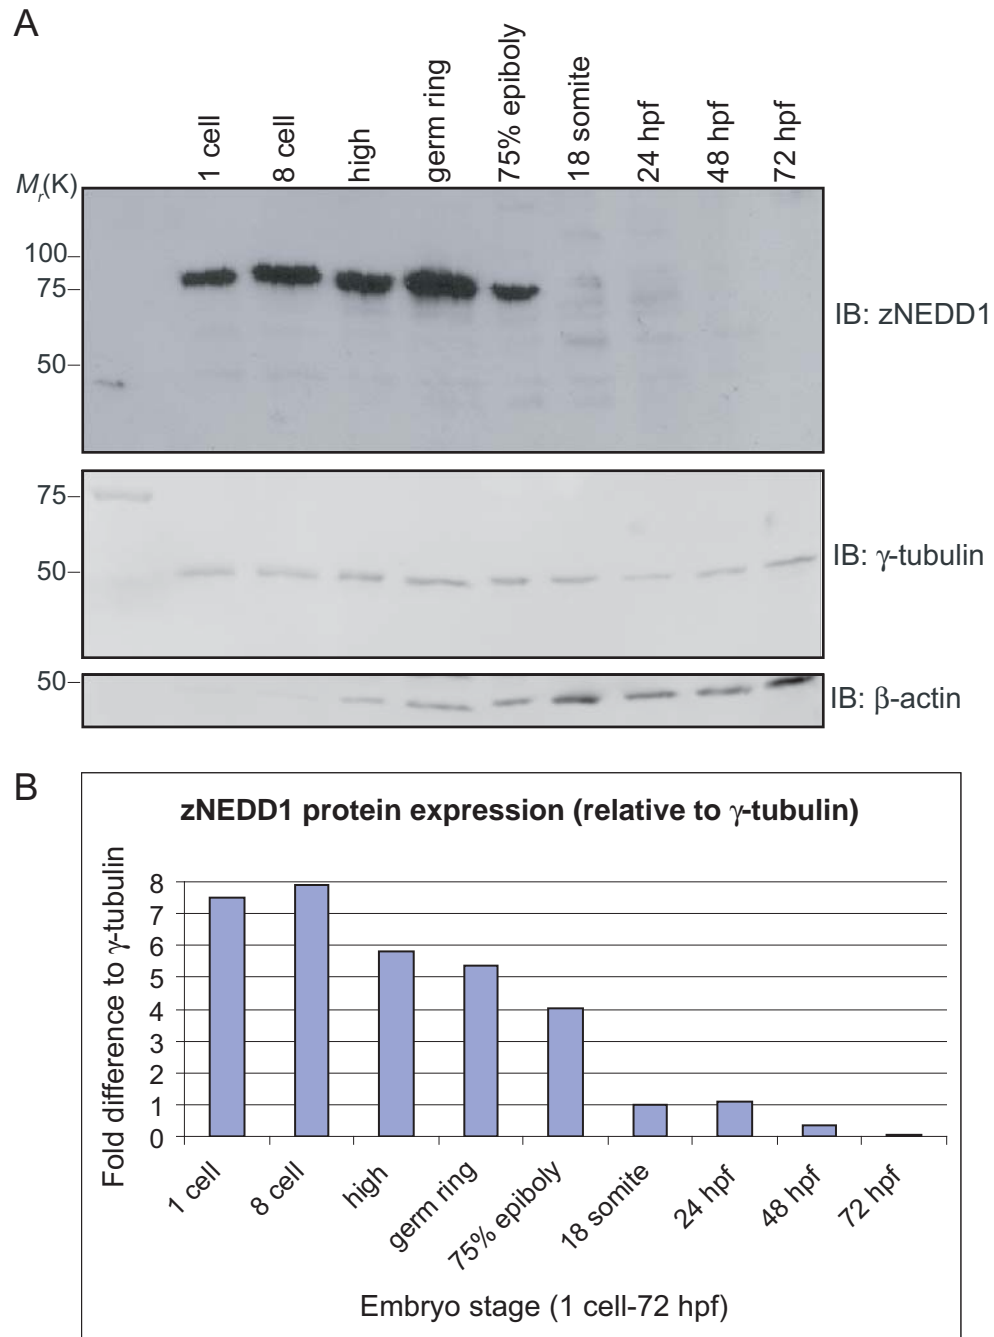 A
1 cell
8 cell
high
germ ring
75% epiboly
18 somite
24 hpf
48 hpf
72 hpf
Mr(K)
100
75
50
IB: zNEDD1
75
50
IB: γ-tubulin
50
IB: β-actin
B
zNEDD1 protein expression (relative to γ-tubulin)
Fold difference to γ-tubulin
8
7
6
5
4
3
2
1
0
1 cell
8 cell
high
germ ring
75% epiboly
18 somite
24 hpf
48 hpf
72 hpf
Embryo stage (1 cell-72 hpf)